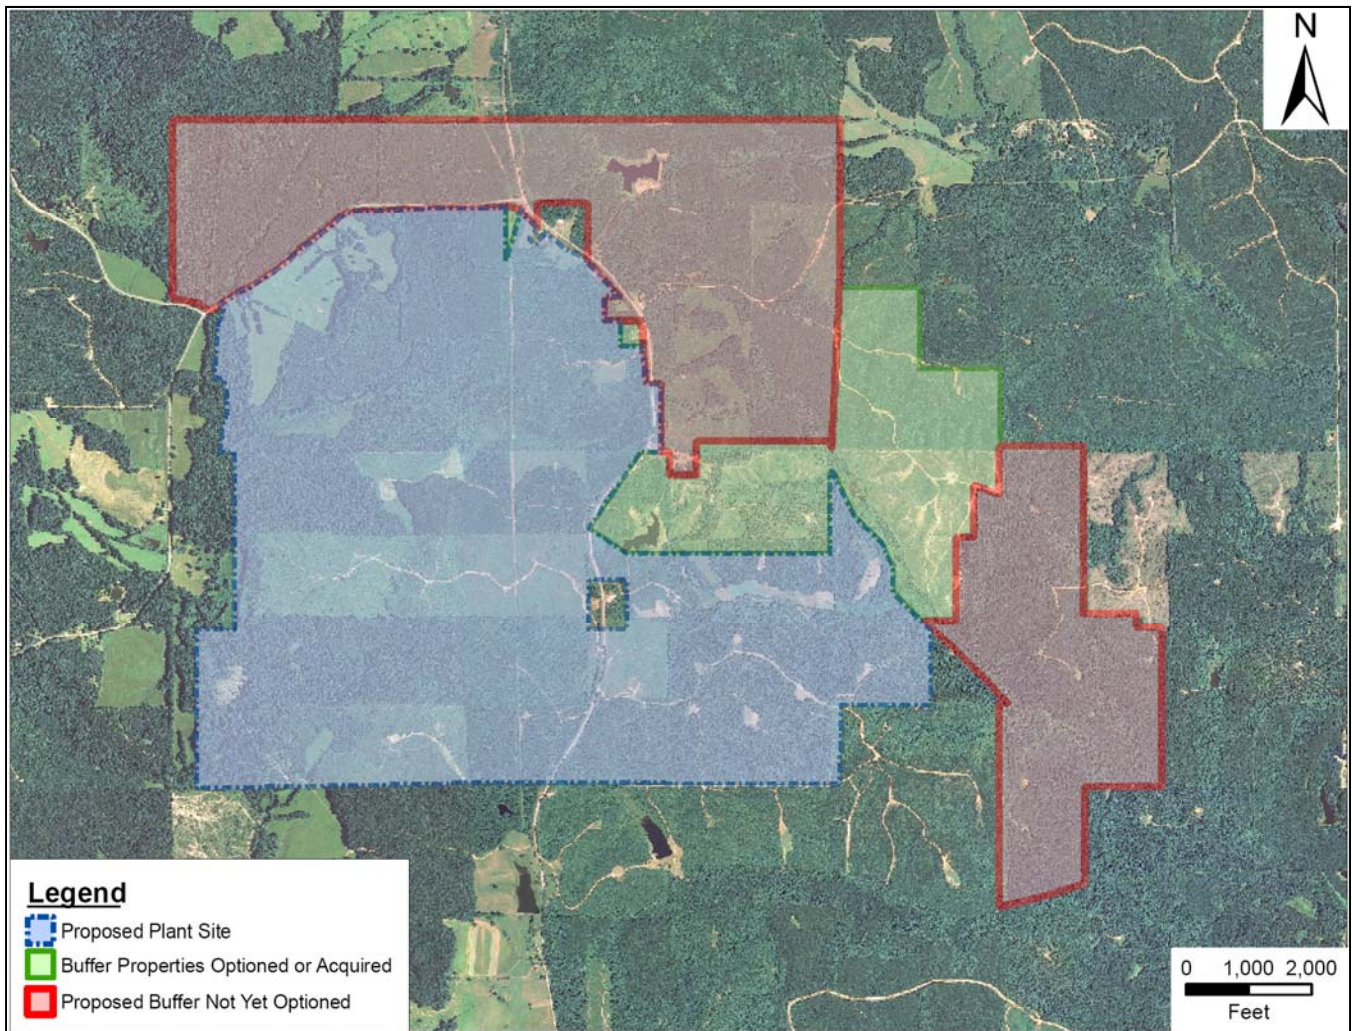 N
Legend
Proposed Plant Site
Buffer Properties Optioned or Acquired
Proposed Buffer Not Yet Optioned
0 1,000 2,000
Feet